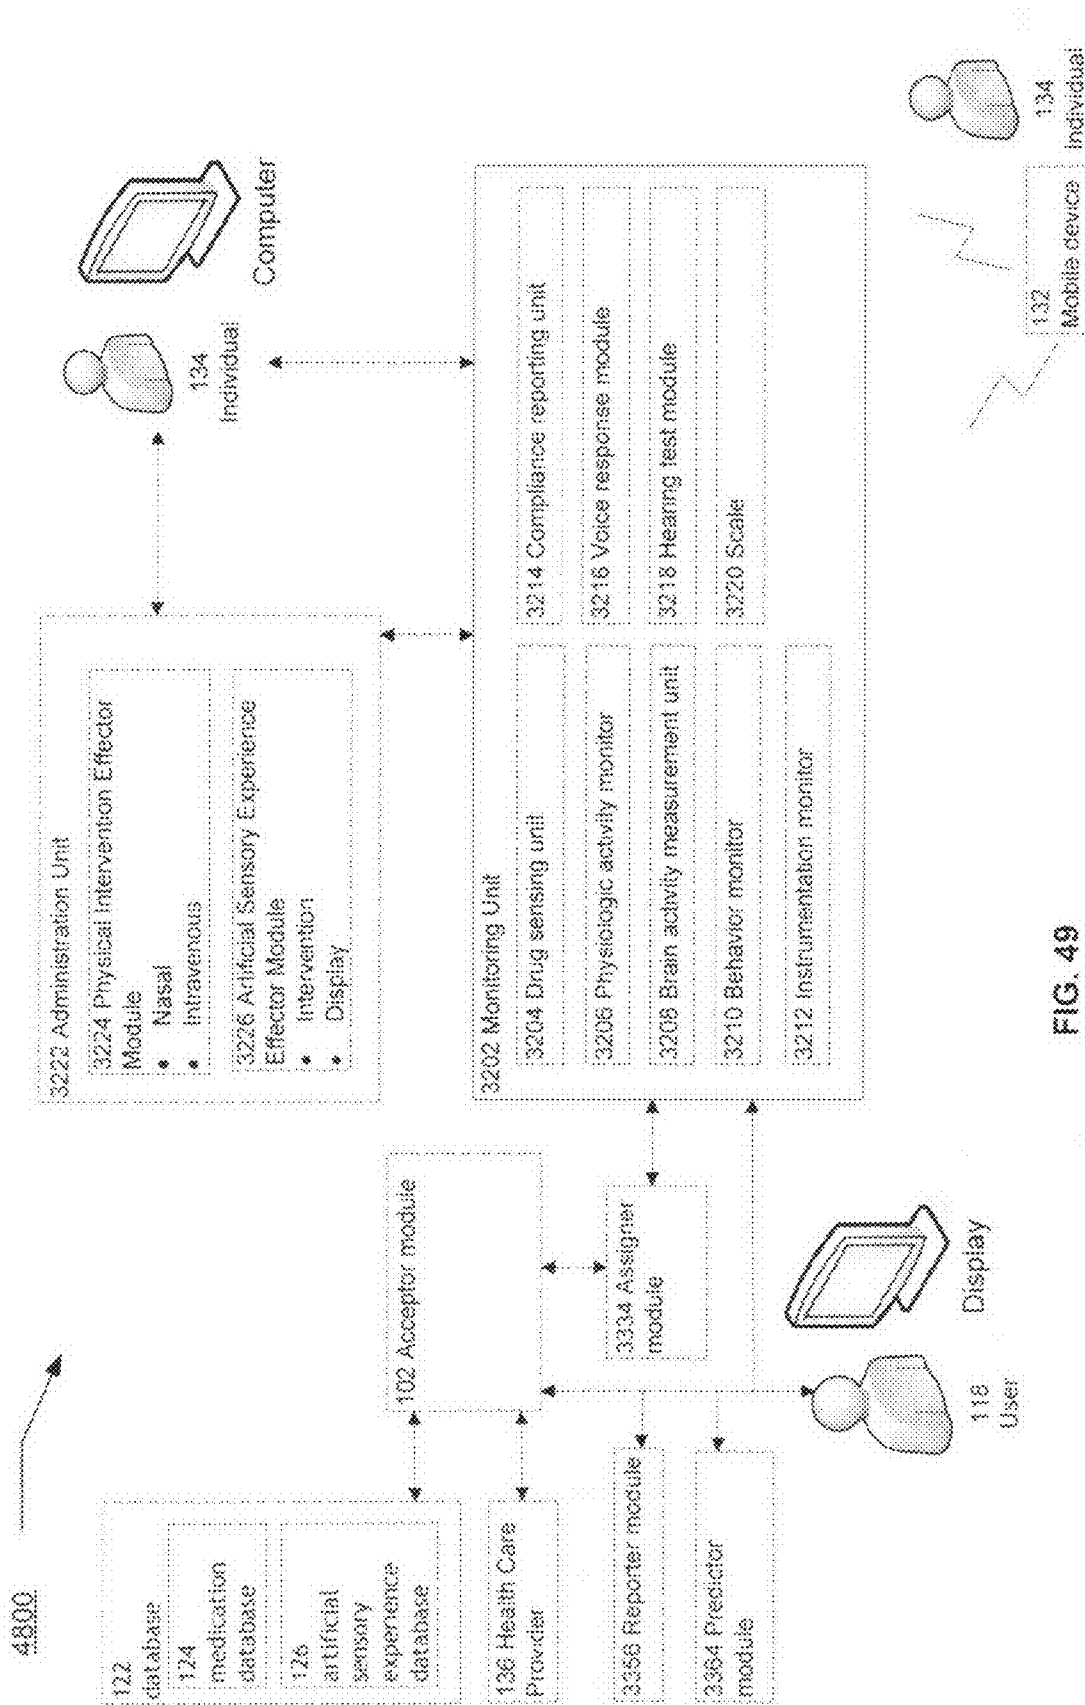 4800
122
database
124
medication
database
126
artificial
sensory
experience
database
136 Health Care
Provider
3356 Reporter module
3364 Predictor
module
102 Acceptor module
3334 Assigner
module
118
User
Display
3222 Administration Unit
3224 Physical Intervention Effector
Module
• Nasal
• Intravenous
3226 Artificial Sensory Experience
Effector Module
• Intervention
• Display
3202 Monitoring Unit
3204 Drug sensing unit
3206 Physiologic activity monitor
3208 Brain activity measurement unit
3210 Behavior monitor
3212 Instrumentation monitor
3214 Compliance reporting unit
3216 Voice response module
3218 Hearing test module
3220 Scale
134
Individual
Computer
132
Mobile device
134
Individual
FIG. 49